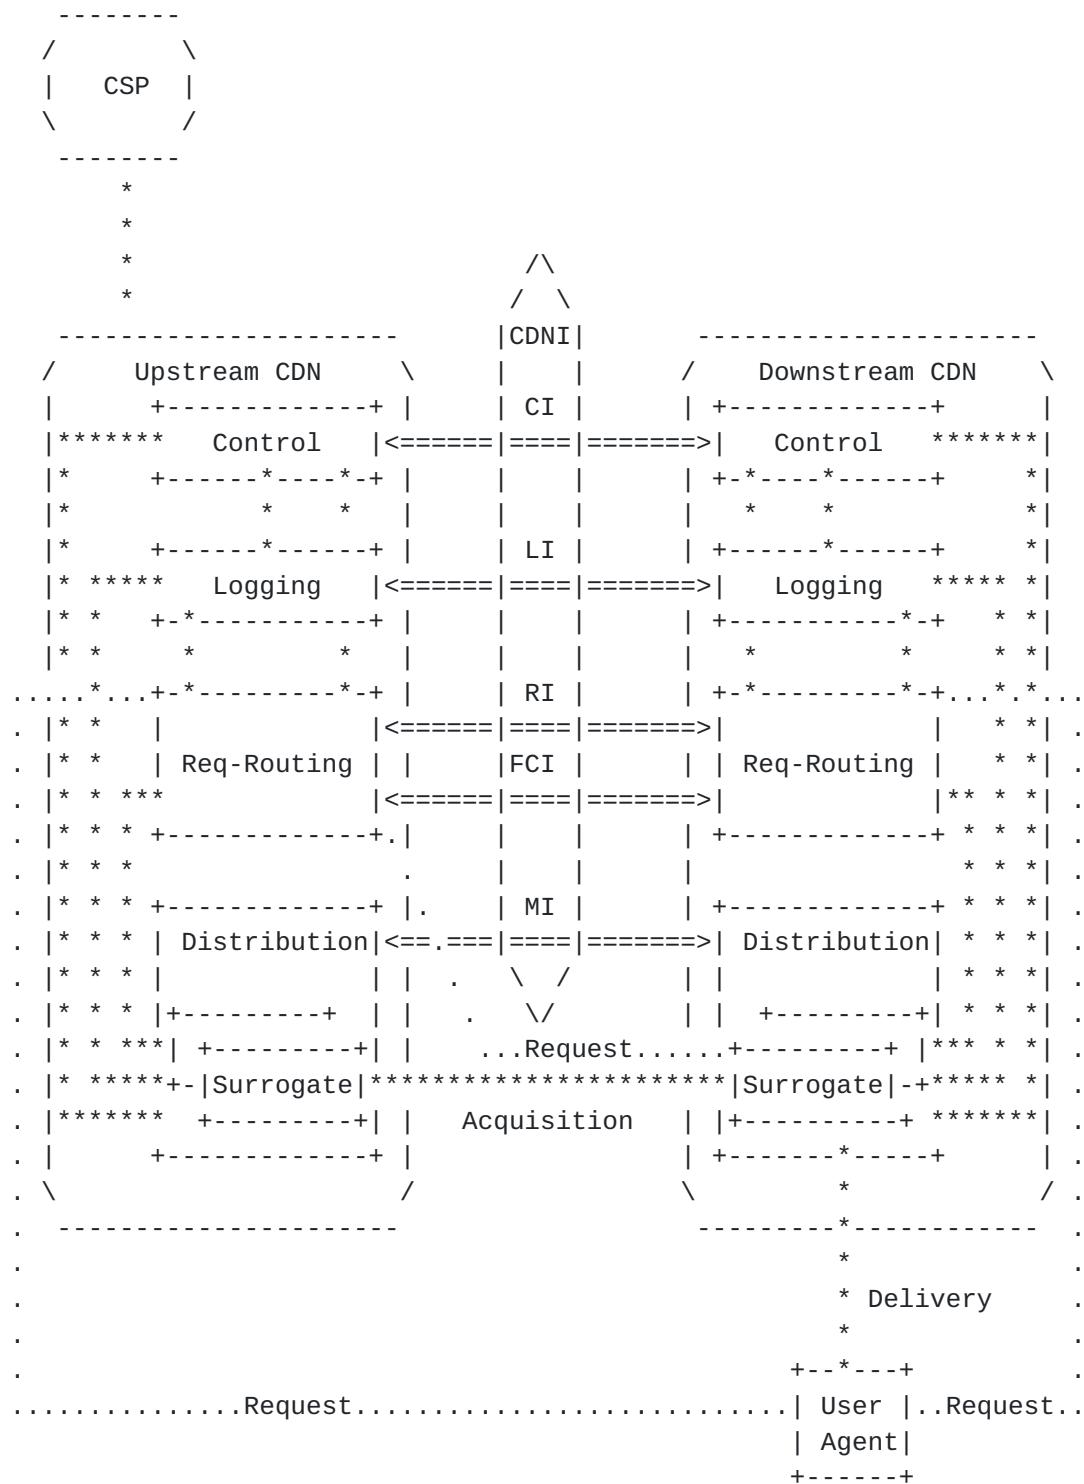 CSP
CDNI
Upstream CDN Downstream CDN
CI
Control Control
LI
Logging Logging
RI
Req-Routing FCI Req-Routing
MI
Distribution Distribution
Request
Surrogate Surrogate
Acquisition
Delivery
Request User Request
Agent